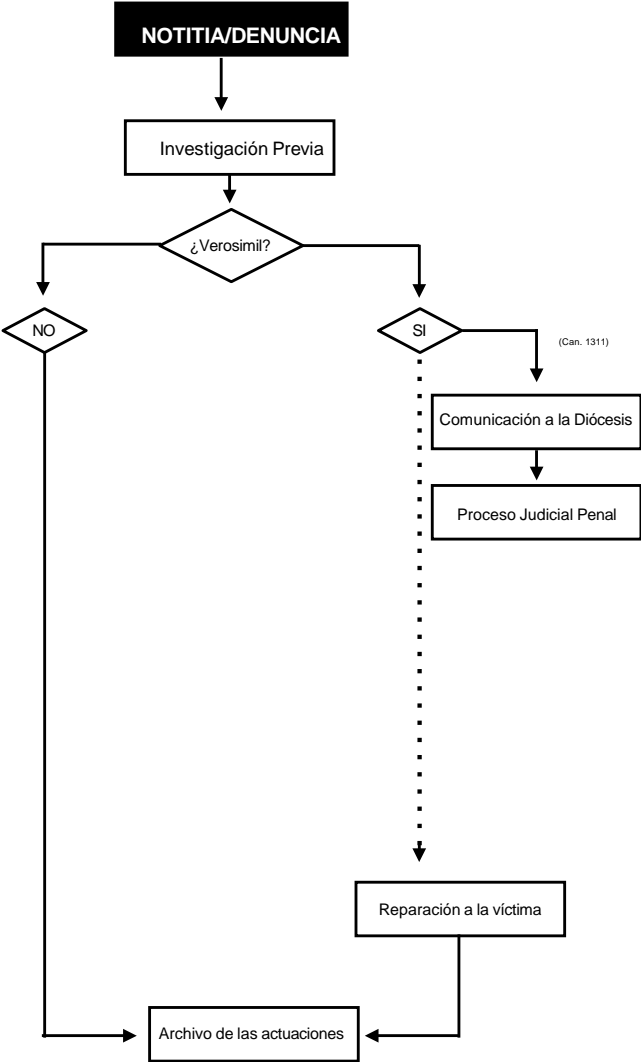 NOTITIA/DENUNCIA
Investigación Previa
¿Verosimil?
NO
SI
(Can. 1311)
Comunicación a la Diócesis
Proceso Judicial Penal
Reparación a la víctima
Archivo de las actuaciones